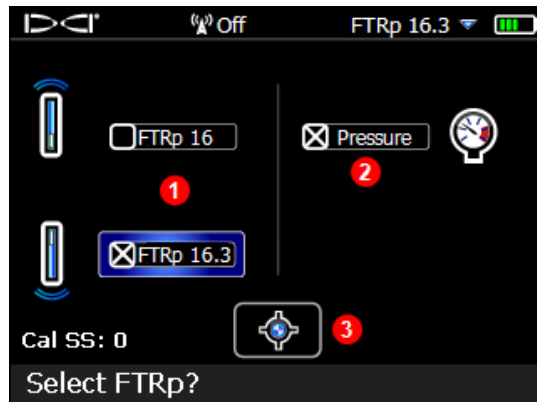 DCI Off FTRp 16.3
FTRp 16
Pressure
1
2
FTRp 16.3
3
Cal SS: 0
Select FTRp?